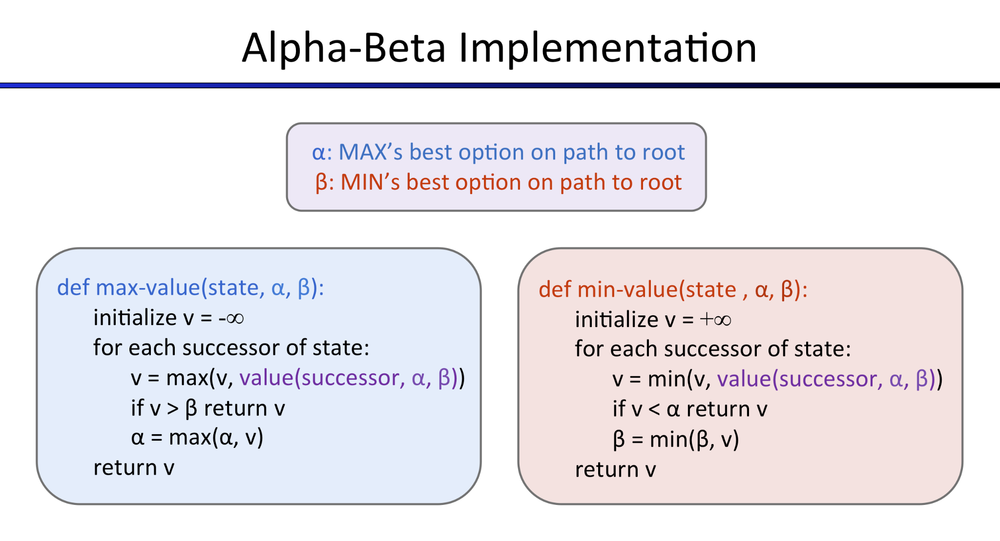 Alpha-Beta Implementation
α: MAX’s best option on path to root
β: MIN’s best option on path to root
def max-value(state, α, β):
initialize v = -∞
for each successor of state:
v = max(v, value(successor, α, β))
if v > β return v
α = max(α, v)
return v
def min-value(state , α, β):
initialize v = +∞
for each successor of state:
v = min(v, value(successor, α, β))
if v < α return v
β = min(β, v)
return v